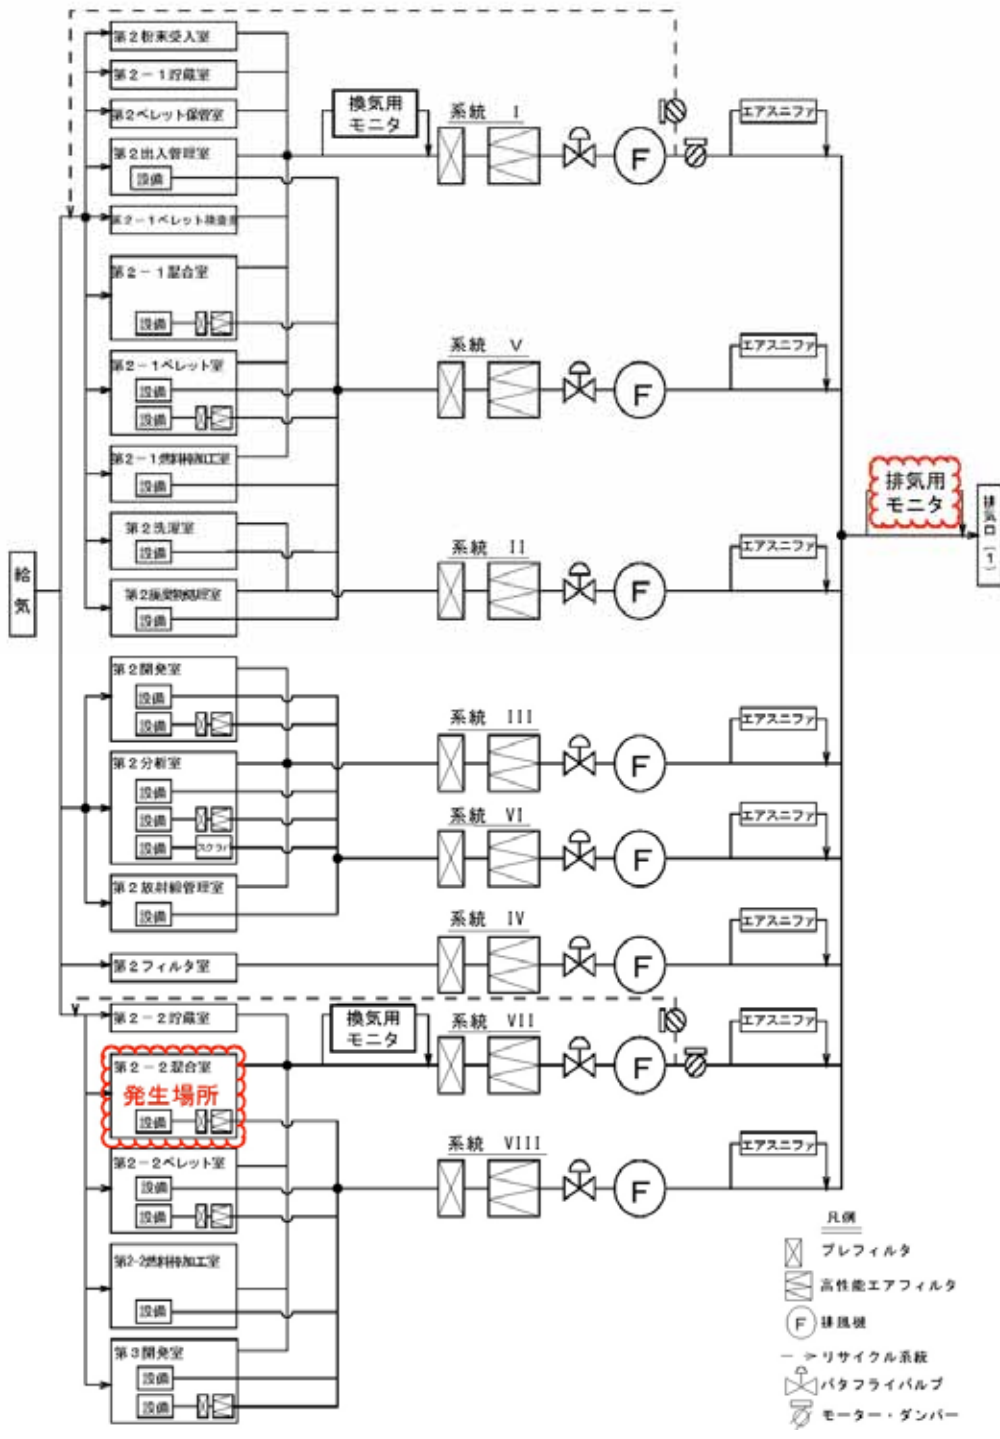 給気
第２粉末受入室
第２－１貯蔵室
第２ペレット保管室
第２出入管理室
設備
第２－１ペレット検査室
第２－１混合室
設備
第２－１ペレット室
設備
設備
第２－１燃料棒加工室
設備
第２洗濯室
設備
第２廃棄物処理室
設備
第２開発室
設備
設備
第２分析室
設備
設備
設備
スクラバ
第２放射線管理室
設備
第２フィルタ室
第２－２貯蔵室
第２－２混合室
発生場所
設備
第２－２ペレット室
設備
設備
第2-2燃料棒加工室
設備
第３開発室
設備
設備
換気用
モニタ
系統 I
F
エアスニファ
系統 V
F
エアスニファ
系統 II
F
エアスニファ
系統 III
F
エアスニファ
系統 VI
F
エアスニファ
系統 IV
F
エアスニファ
換気用
モニタ
系統 VII
F
エアスニファ
系統 VIII
F
エアスニファ
排気用
モニタ
排気口（１）
凡例
プレフィルタ
高性能エアフィルタ
F 排風機
リサイクル系統
バタフライバルブ
モーター・ダンパー